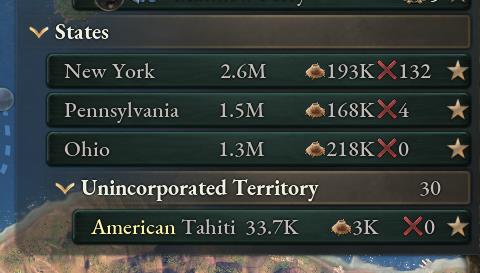 States
New York 2.6M 193K 132
Pennsylvania 1.5M 168K 4
Ohio 1.3M 218K 0
Unincorporated Territory 30
American Tahiti 33.7K 3K 0